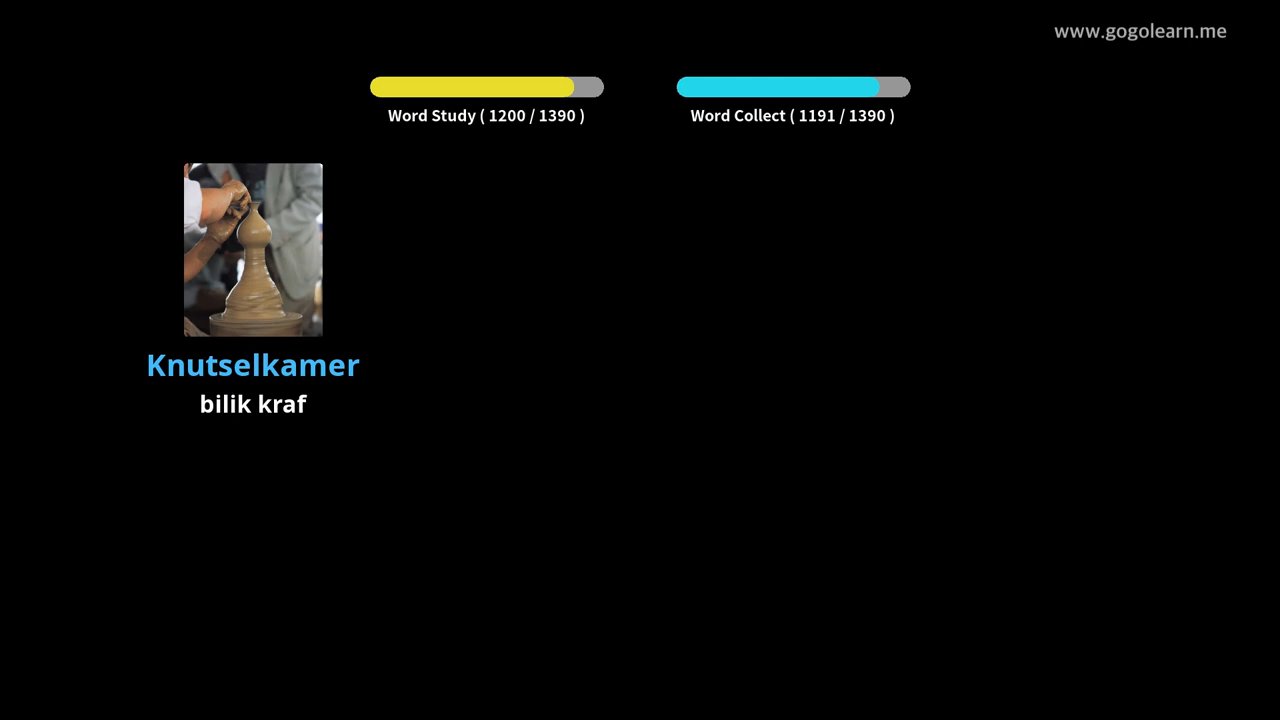 www.gogolearn.me
Word Study ( 1200 / 1390 )
Word Collect ( 1191 / 1390 )
Knutselkamer
bilik kraf